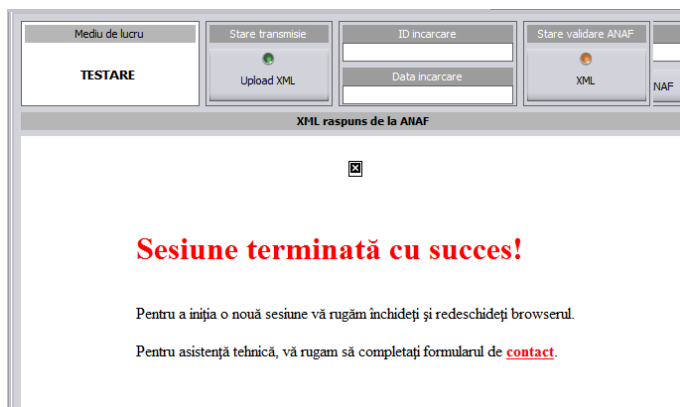 Mediu de lucru
TESTARE
Stare transmisie
Upload XML
ID incarcare
Data incarcare
Stare validare ANAF
XML
NAF
XML raspuns de la ANAF
Sesiune terminată cu succes!
Pentru a iniția o nouă sesiune vă rugăm închideți și redeschideți browserul.
Pentru asistență tehnică, vă rugam să completați formularul de contact.